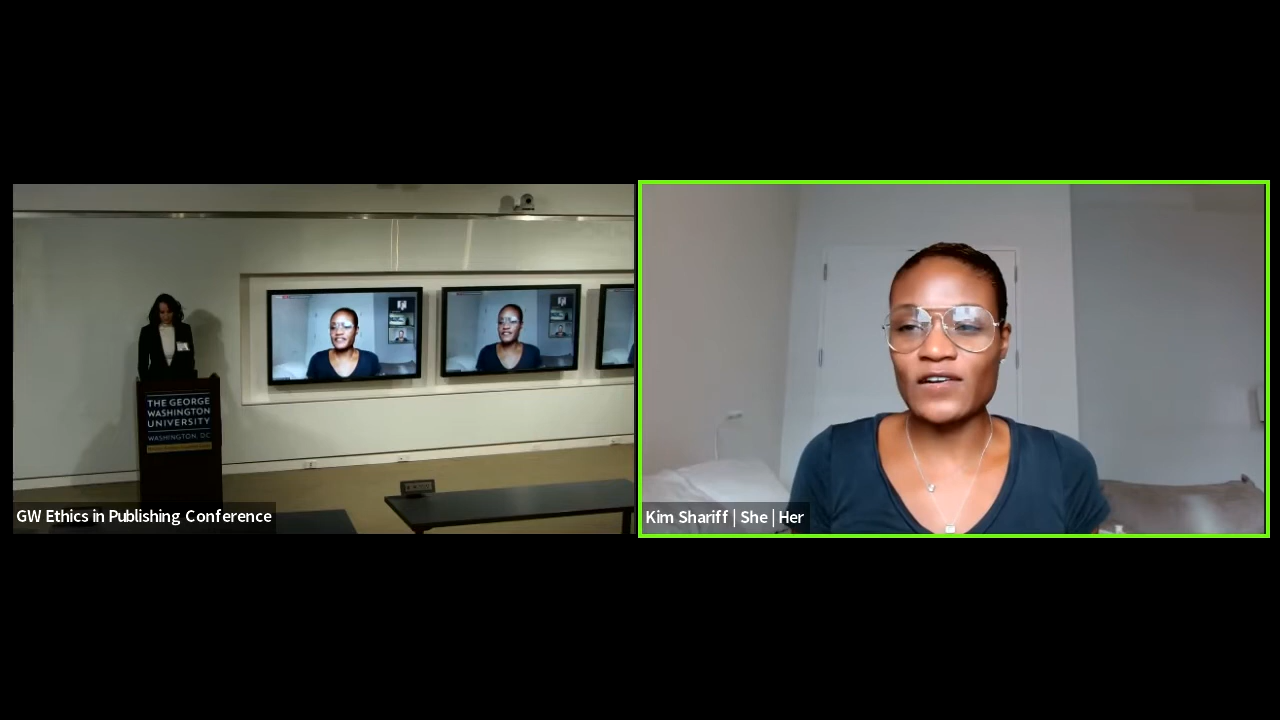 THE GEORGE
WASHINGTON
UNIVERSITY
WASHINGTON, DC
GW Ethics in Publishing Conference
Kim Shariff | She | Her